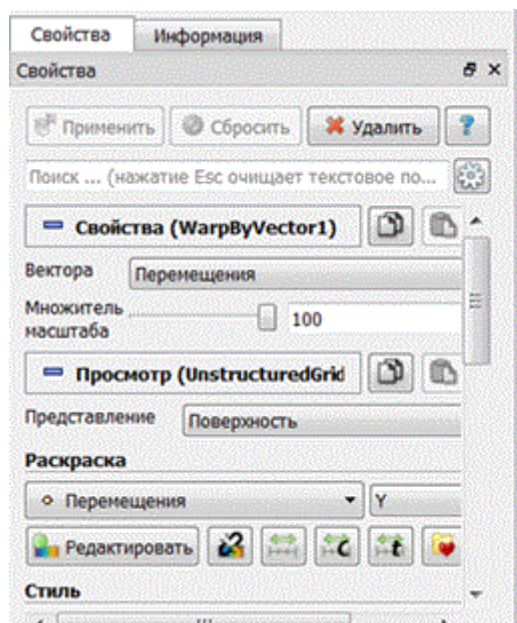 Свойства Информация
Свойства
Применить Сбросить Удалить ?
Поиск ... (нажатие Esc очищает текстовое по...
Свойства (WarpByVector1)
Вектора Перемещения
Множитель масштаба 100
Просмотр (UnstructuredGrid
Представление Поверхность
Раскраска
Перемещения Y
Редактировать c t
Стиль